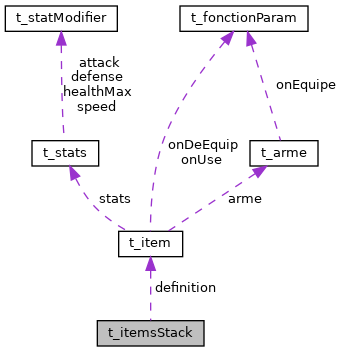 t_statModifier
t_fonctionParam
attack
defense
healthMax
speed
onEquipe
t_stats
onDeEquip
onUse
t_arme
stats
arme
t_item
definition
t_itemsStack